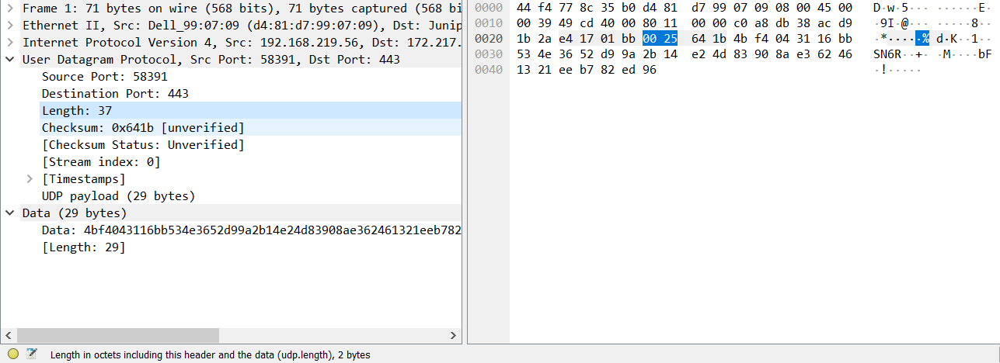 Frame 1: 71 bytes on wire (568 bits), 71 bytes captured (568 bi
Ethernet II, Src: Dell_99:07:09 (d4:81:d7:99:07:09), Dst: Junip
Internet Protocol Version 4, Src: 192.168.219.56, Dst: 172.217.
User Datagram Protocol, Src Port: 58391, Dst Port: 443
Source Port: 58391
Destination Port: 443
Length: 37
Checksum: 0x641b [unverified]
[Checksum Status: Unverified]
[Stream index: 0]
[Timestamps]
UDP payload (29 bytes)
Data (29 bytes)
Data: 4bf4043116bb534e3652d99a2b14e24d83908ae362461321eeb782
[Length: 29]
0000 44 f4 77 8c 35 b0 d4 81 d7 99 07 09 08 00 45 00 D·w·5··· ······E·
0010 00 39 49 cd 40 00 80 11 00 00 c0 a8 db 38 ac d9 ·9I·@··· ·····8··
0020 1b 2a e4 17 01 bb 00 25 64 1b 4b f4 04 31 16 bb ·*·····% d·K··1··
0030 53 4e 36 52 d9 9a 2b 14 e2 4d 83 90 8a e3 62 46 SN6R··+· ·M····bF
0040 13 21 ee b7 82 ed 96 ·!·····
Length in octets including this header and the data (udp.length), 2 bytes